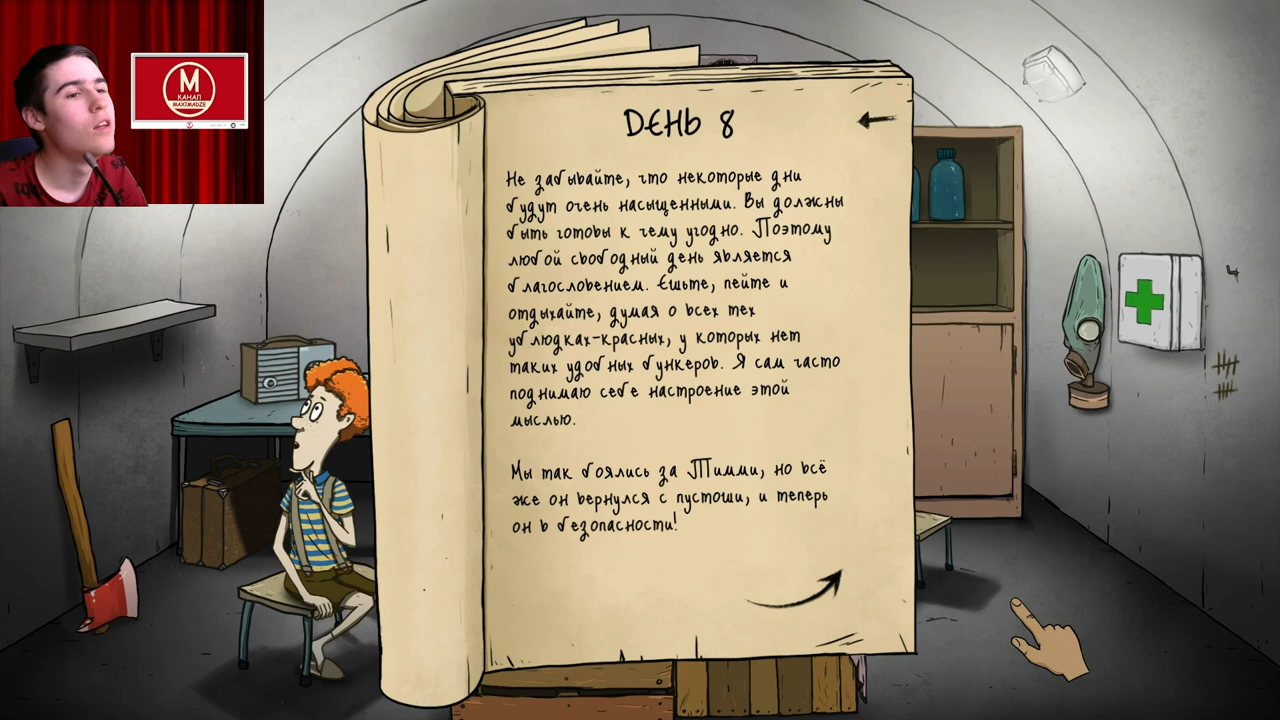 М
КАНАЛ
MAXIMADZE
ДЕНЬ 8
Не забывайте, что некоторые дни
будут очень насыщенными. Вы должны
быть готовы к чему угодно. Поэтому
любой свободный день является
благословением. Ешьте, пейте и
отдыхайте, думая о всех тех
ублюдках-красных, у которых нет
таких удобных бункеров. Я сам часто
поднимаю себе настроение этой
мыслью.
Мы так боялись за Тимми, но всё
же он вернулся с пустоши, и теперь
он в безопасности!